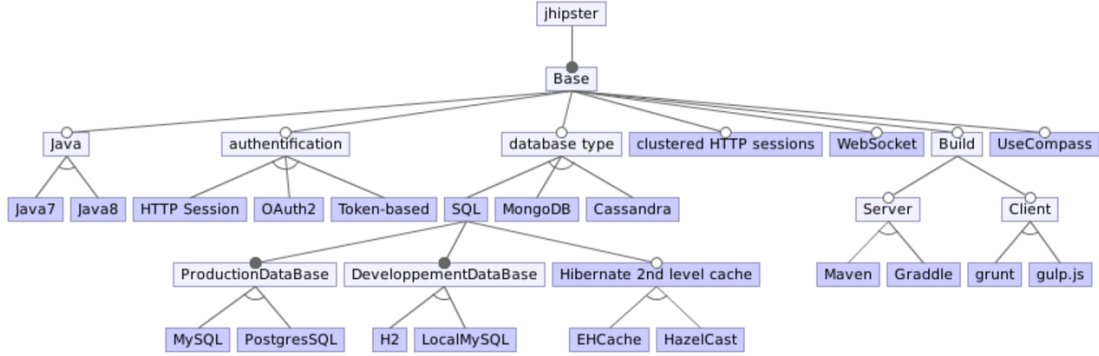 jhipster
Base
Java
authentification
database type
clustered HTTP sessions
WebSocket
Build
UseCompass
Java7
Java8
HTTP Session
OAuth2
Token-based
SQL
MongoDB
Cassandra
Server
Client
ProductionDataBase
DeveloppementDataBase
Hibernate 2nd level cache
Maven
Graddle
grunt
gulp.js
MySQL
PostgresSQL
H2
LocalMySQL
EHCache
HazelCast